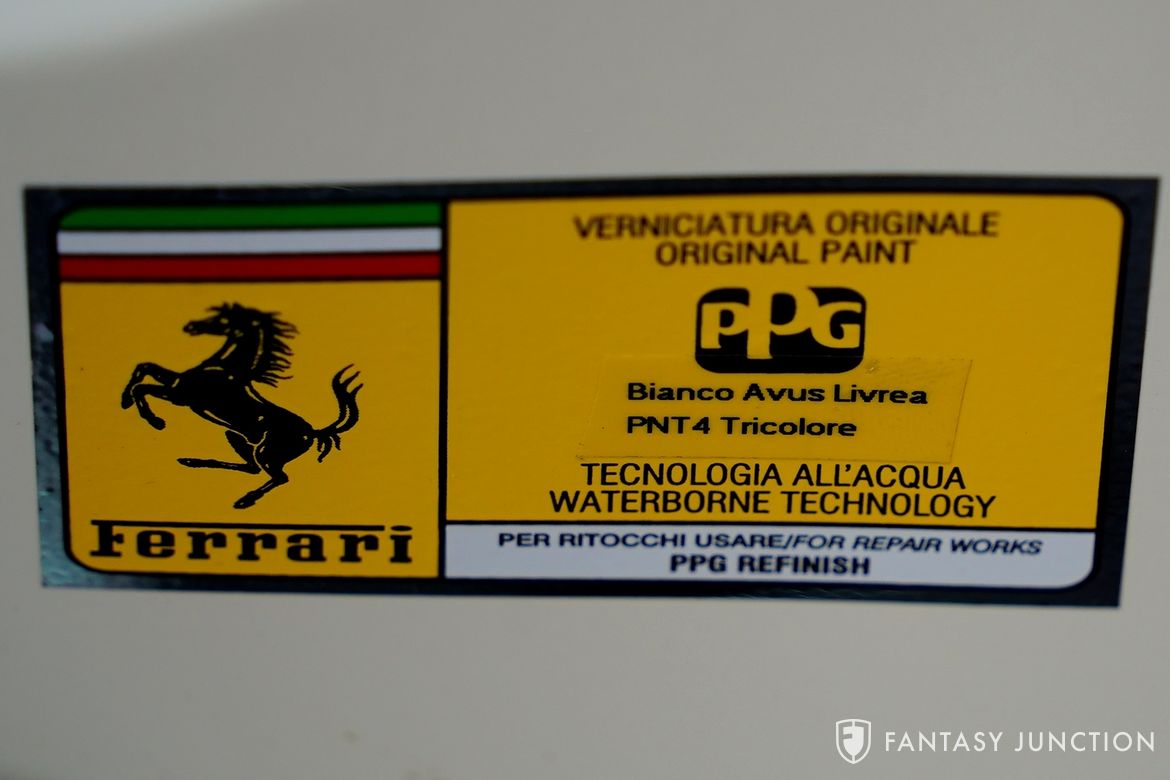 VERNICIATURA ORIGINALE
ORIGINAL PAINT
PPG
Bianco Avus Livrea
PNT4 Tricolore
TECNOLOGIA ALL'ACQUA
WATERBORNE TECHNOLOGY
Ferrari
PER RITOCCHI USARE/FOR REPAIR WORKS
PPG REFINISH
FANTASY JUNCTION